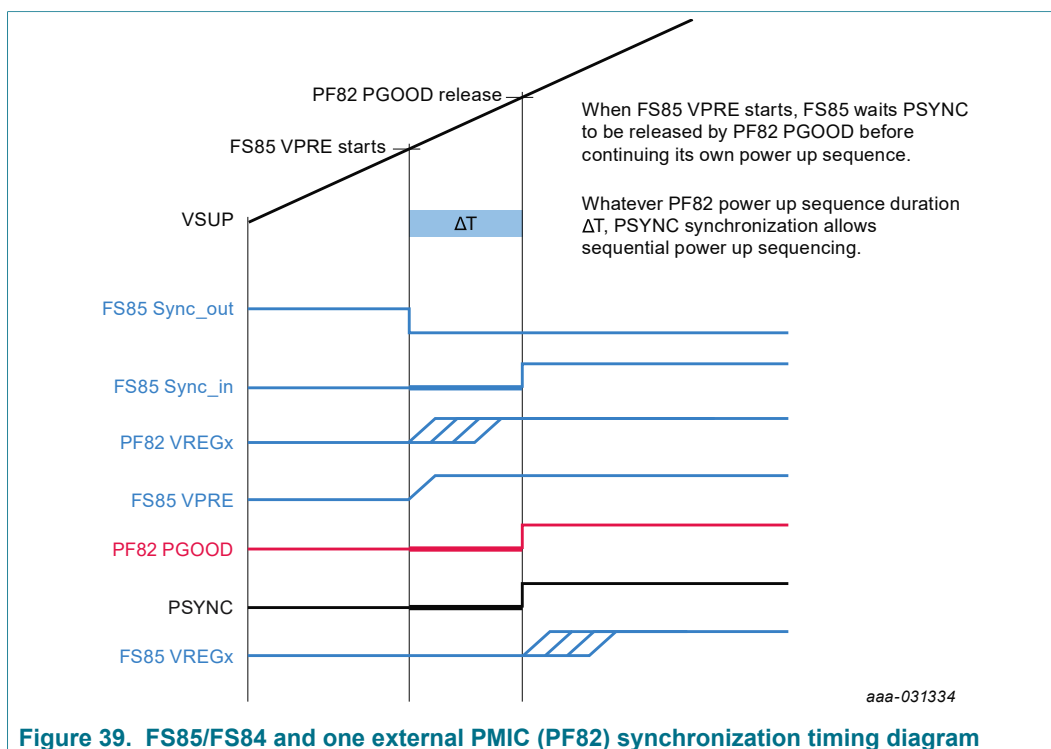 PF82 PGOOD release
FS85 VPRE starts
VSUP
ΔT
When FS85 VPRE starts, FS85 waits PSYNC
to be released by PF82 PGOOD before
continuing its own power up sequence.
Whatever PF82 power up sequence duration
ΔT, PSYNC synchronization allows
sequential power up sequencing.
FS85 Sync_out
FS85 Sync_in
PF82 VREGx
FS85 VPRE
PF82 PGOOD
PSYNC
FS85 VREGx
aaa-031334
Figure 39. FS85/FS84 and one external PMIC (PF82) synchronization timing diagram